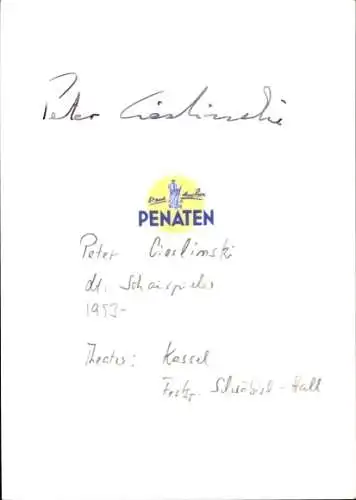 Peter Cieslinski
PENATEN
Peter Cieslinski
dt. Schauspieler
1953-
Theater: Kassel
Festsp. Schwäbisch-Hall